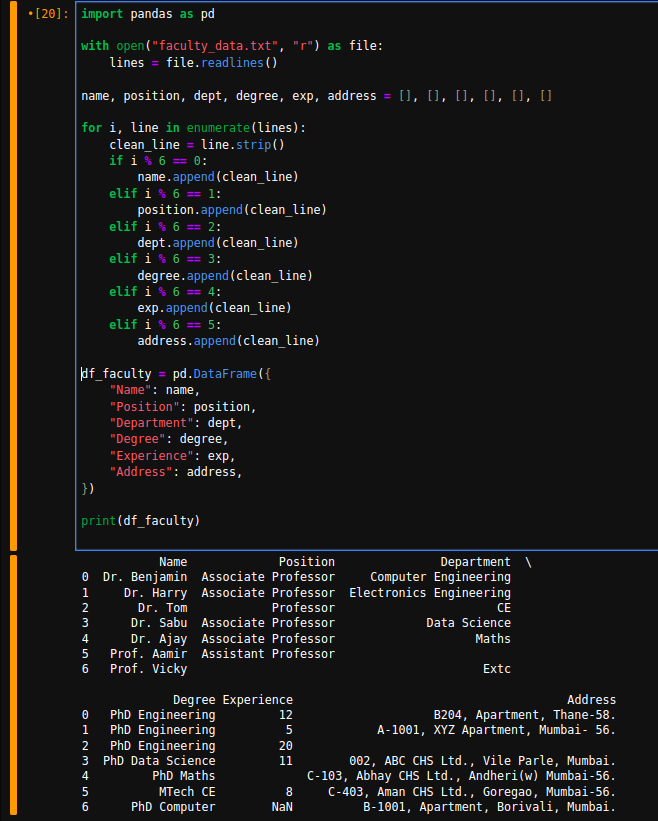 •[20]: import pandas as pd
with open("faculty_data.txt", "r") as file:
    lines = file.readlines()
name, position, dept, degree, exp, address = [], [], [], [], [], []
for i, line in enumerate(lines):
    clean_line = line.strip()
    if i % 6 == 0:
        name.append(clean_line)
    elif i % 6 == 1:
        position.append(clean_line)
    elif i % 6 == 2:
        dept.append(clean_line)
    elif i % 6 == 3:
        degree.append(clean_line)
    elif i % 6 == 4:
        exp.append(clean_line)
    elif i % 6 == 5:
        address.append(clean_line)
df_faculty = pd.DataFrame({
    "Name": name,
    "Position": position,
    "Department": dept,
    "Degree": degree,
    "Experience": exp,
    "Address": address,
})
print(df_faculty)
           Name             Position              Department  \
0  Dr. Benjamin  Associate Professor     Computer Engineering
1     Dr. Harry  Associate Professor  Electronics Engineering
2       Dr. Tom            Professor                       CE
3      Dr. Sabu  Associate Professor             Data Science
4      Dr. Ajay  Associate Professor                    Maths
5   Prof. Aamir  Assistant Professor
6   Prof. Vicky                                          Extc
             Degree Experience                                       Address
0   PhD Engineering         12                    B204, Apartment, Thane-58.
1   PhD Engineering          5            A-1001, XYZ Apartment, Mumbai- 56.
2   PhD Engineering         20
3  PhD Data Science         11        002, ABC CHS Ltd., Vile Parle, Mumbai.
4         PhD Maths             C-103, Abhay CHS Ltd., Andheri(w) Mumbai-56.
5          MTech CE          8     C-403, Aman CHS Ltd., Goregao, Mumbai-56.
6      PhD Computer        NaN          B-1001, Apartment, Borivali, Mumbai.